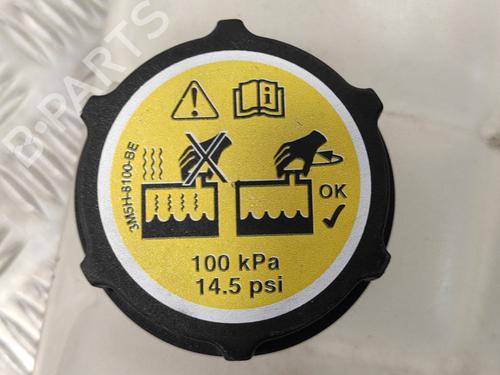 B-PARTS
3M5H-8100-BE
OK
100 kPa
14.5 psi